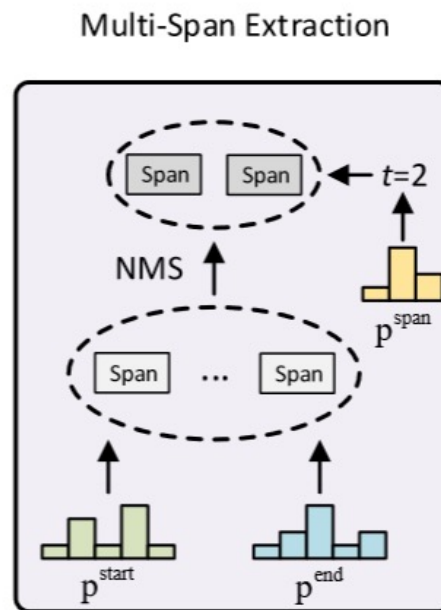 Multi-Span Extraction
Span Span
t=2
NMS
p^span
Span ... Span
p^start p^end